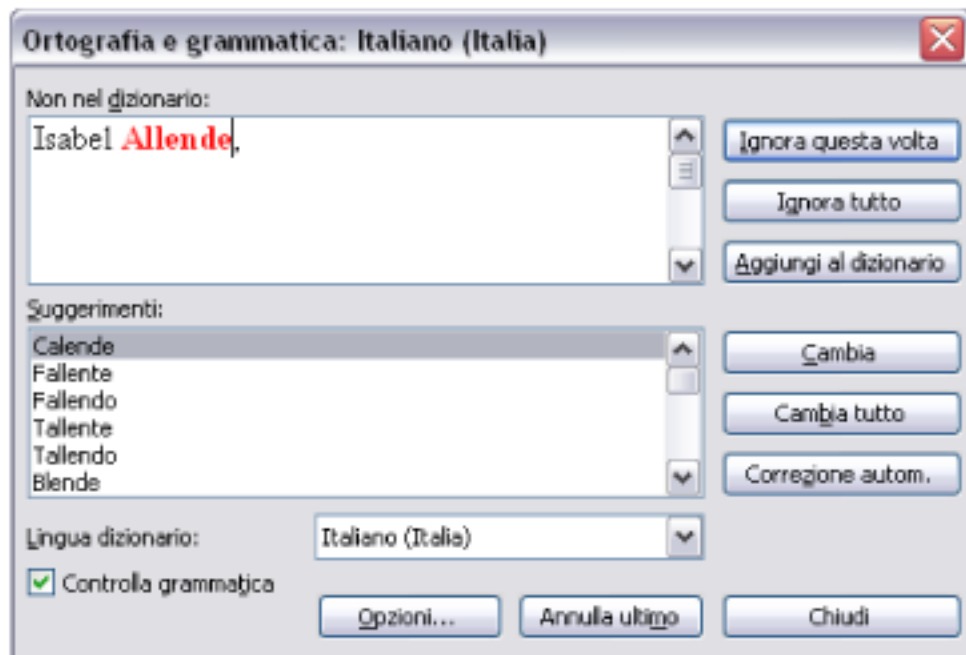 Ortografia e grammatica: Italiano (Italia)
Non nel dizionario:
Isabel Allende,
Ignora questa volta
Ignora tutto
Aggiungi al dizionario
Suggerimenti:
Calende
Fallente
Fallendo
Tallente
Tallendo
Blende
Cambia
Cambia tutto
Correzione autom.
Lingua dizionario:
Italiano (Italia)
Controlla grammatica
Opzioni...
Annulla ultimo
Chiudi